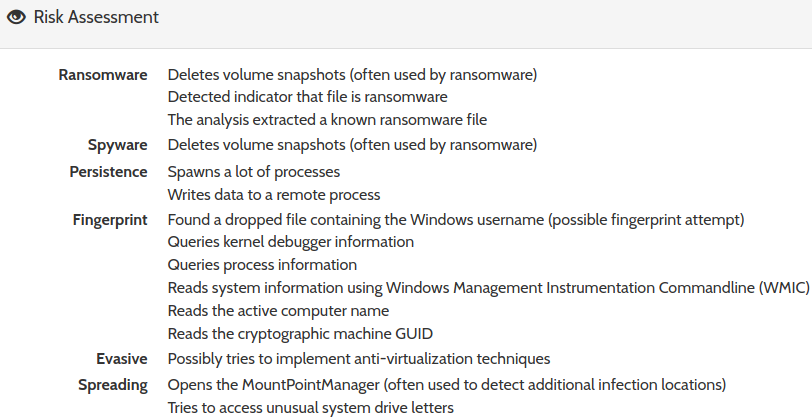 Risk Assessment
Ransomware Deletes volume snapshots (often used by ransomware)
Detected indicator that file is ransomware
The analysis extracted a known ransomware file
Spyware Deletes volume snapshots (often used by ransomware)
Persistence Spawns a lot of processes
Writes data to a remote process
Fingerprint Found a dropped file containing the Windows username (possible fingerprint attempt)
Queries kernel debugger information
Queries process information
Reads system information using Windows Management Instrumentation Commandline (WMIC)
Reads the active computer name
Reads the cryptographic machine GUID
Evasive Possibly tries to implement anti-virtualization techniques
Spreading Opens the MountPointManager (often used to detect additional infection locations)
Tries to access unusual system drive letters